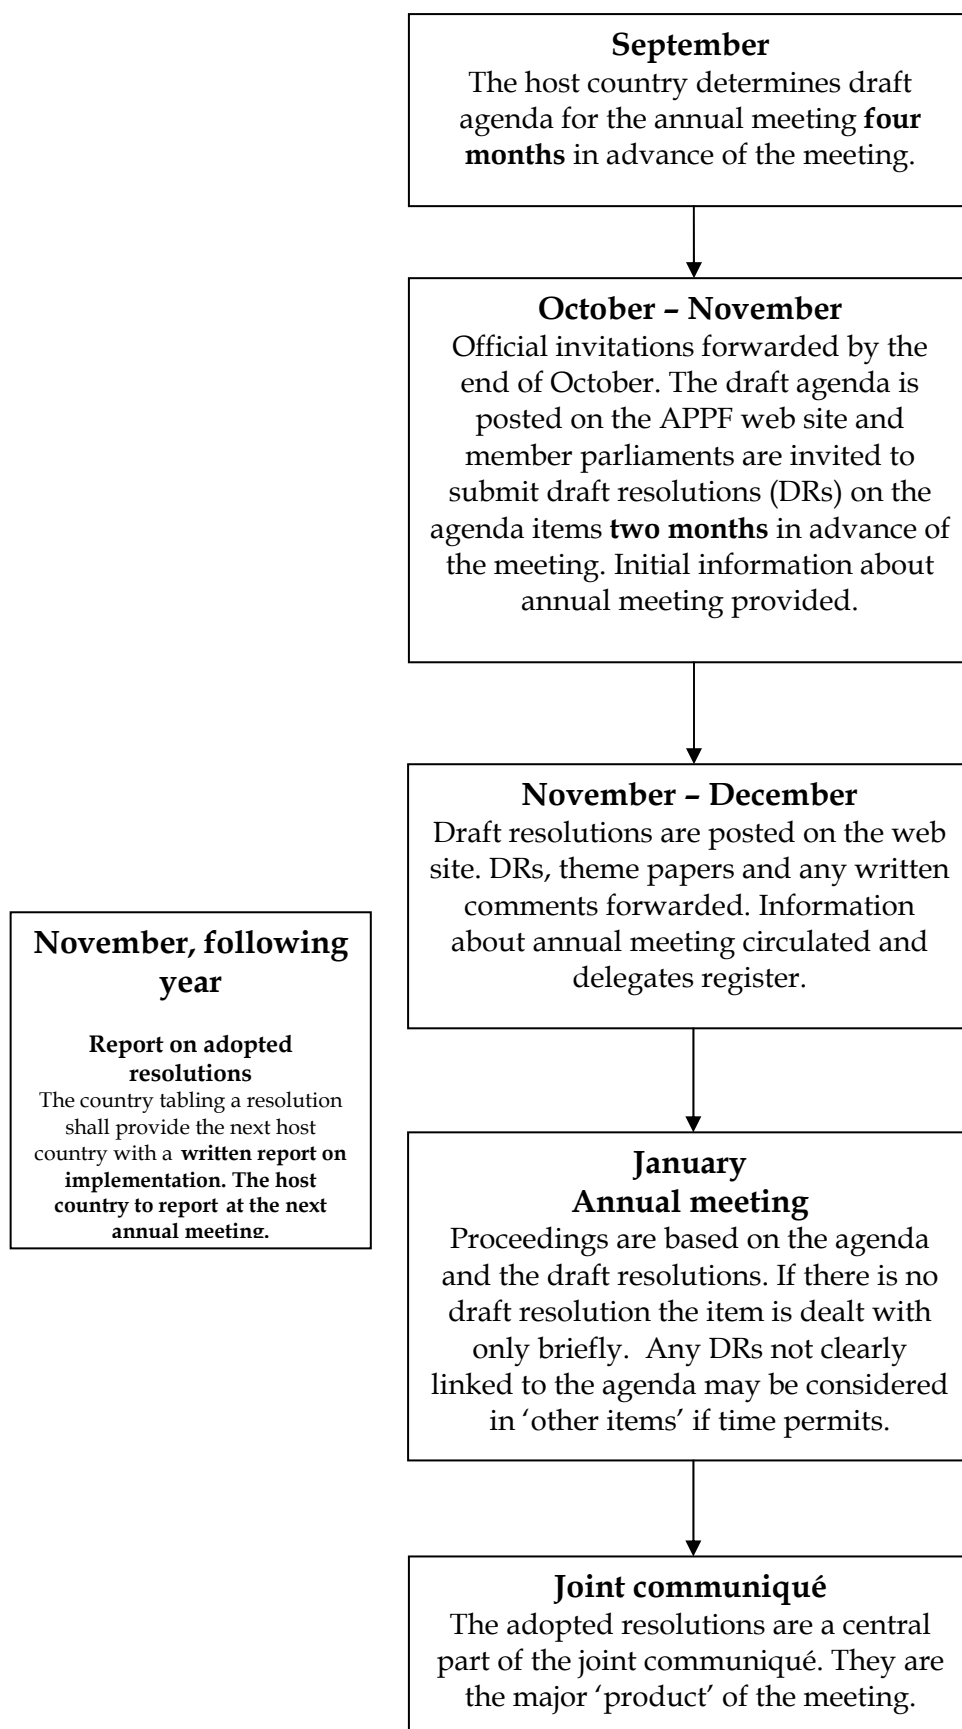 September
The host country determines draft
agenda for the annual meeting four
months in advance of the meeting.
October – November
Official invitations forwarded by the
end of October. The draft agenda is
posted on the APPF web site and
member parliaments are invited to
submit draft resolutions (DRs) on the
agenda items two months in advance of
the meeting. Initial information about
annual meeting provided.
November – December
Draft resolutions are posted on the web
site. DRs, theme papers and any written
comments forwarded. Information
about annual meeting circulated and
delegates register.
November, following
year
Report on adopted
resolutions
The country tabling a resolution
shall provide the next host
country with a written report on
implementation. The host
country to report at the next
annual meeting.
January
Annual meeting
Proceedings are based on the agenda
and the draft resolutions. If there is no
draft resolution the item is dealt with
only briefly.  Any DRs not clearly
linked to the agenda may be considered
in ‘other items’ if time permits.
Joint communiqué
The adopted resolutions are a central
part of the joint communiqué. They are
the major ‘product’ of the meeting.